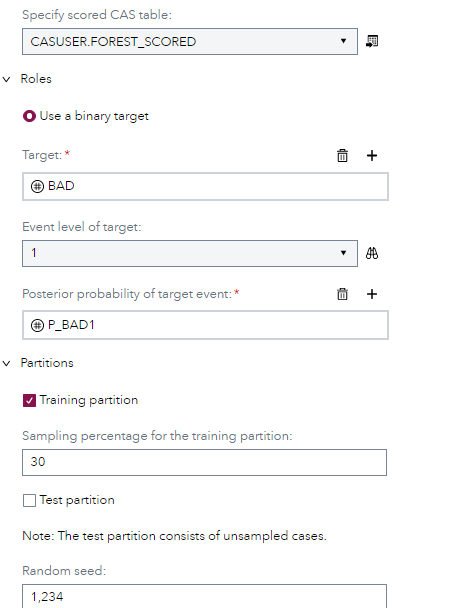 Specify scored CAS table:
CASUSER.FOREST_SCORED
Roles
Use a binary target
Target: *
BAD
Event level of target:
1
Posterior probability of target event: *
P_BAD1
Partitions
Training partition
Sampling percentage for the training partition:
30
Test partition
Note: The test partition consists of unsampled cases.
Random seed:
1,234